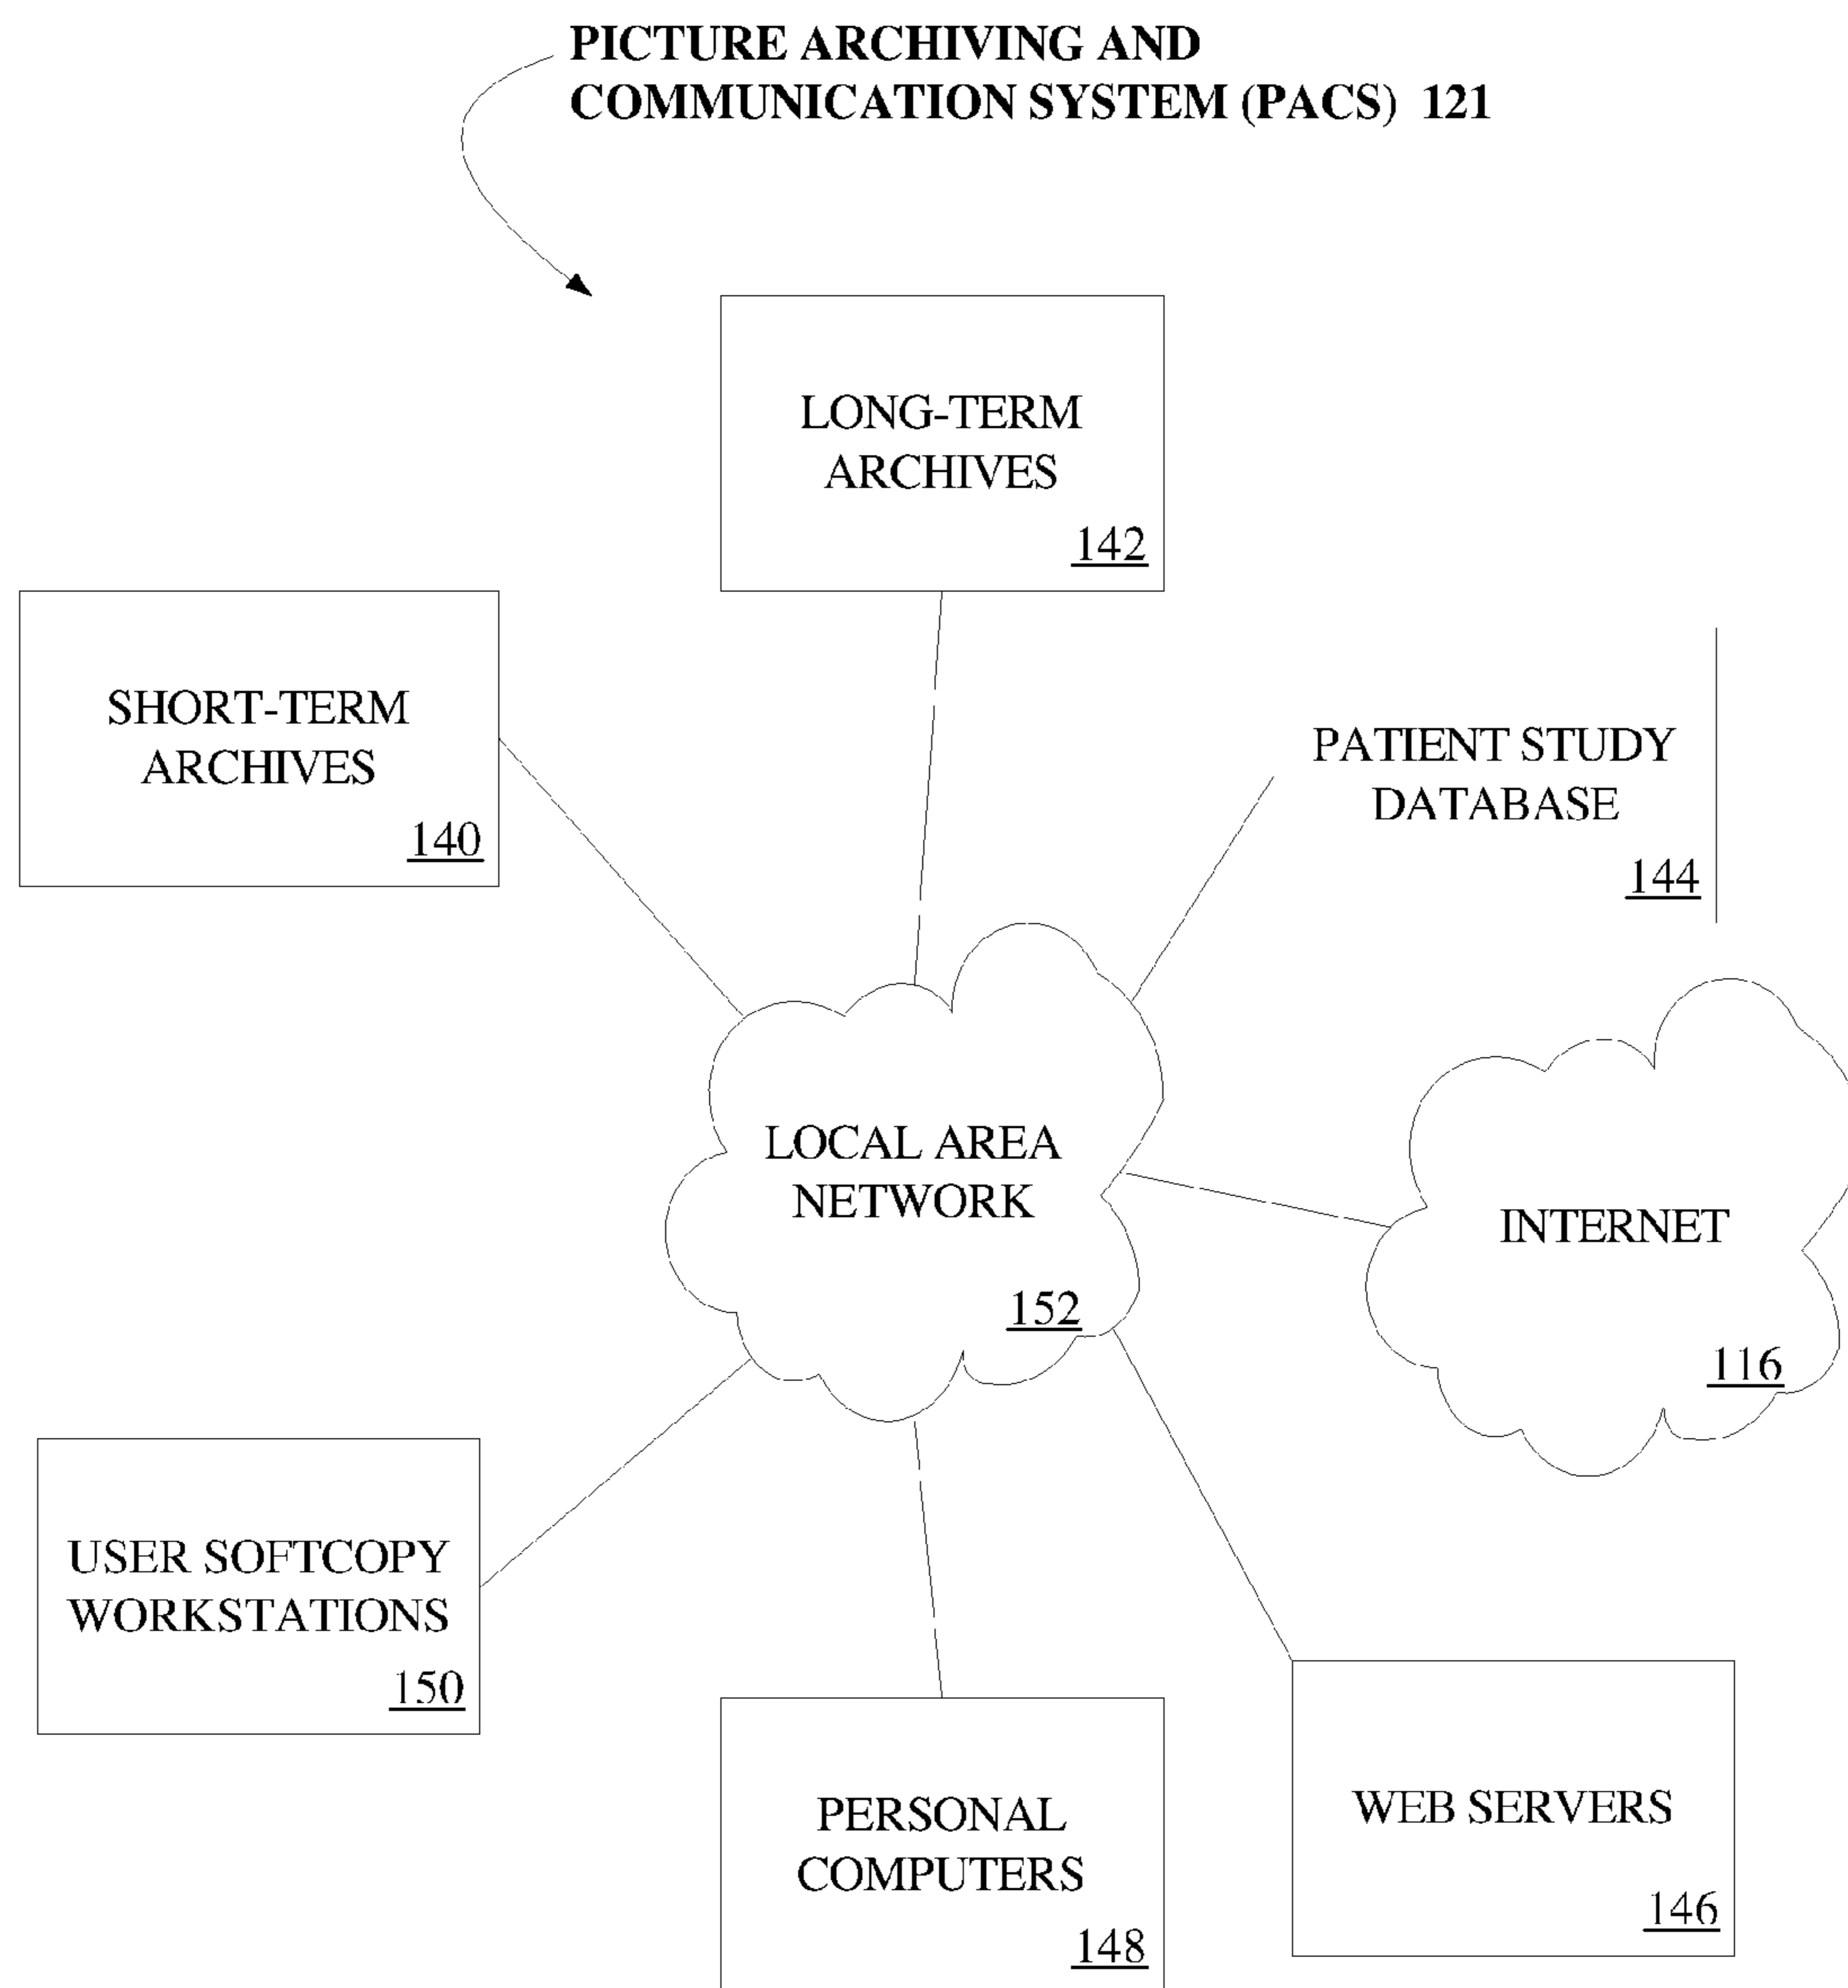 PICTURE ARCHIVING AND
COMMUNICATION SYSTEM (PACS) 121
LONG-TERM
ARCHIVES
142
SHORT-TERM
ARCHIVES
140
PATIENT STUDY
DATABASE
144
LOCAL AREA
NETWORK
152
INTERNET
116
USER SOFTCOPY
WORKSTATIONS
150
PERSONAL
COMPUTERS
148
WEB SERVERS
146